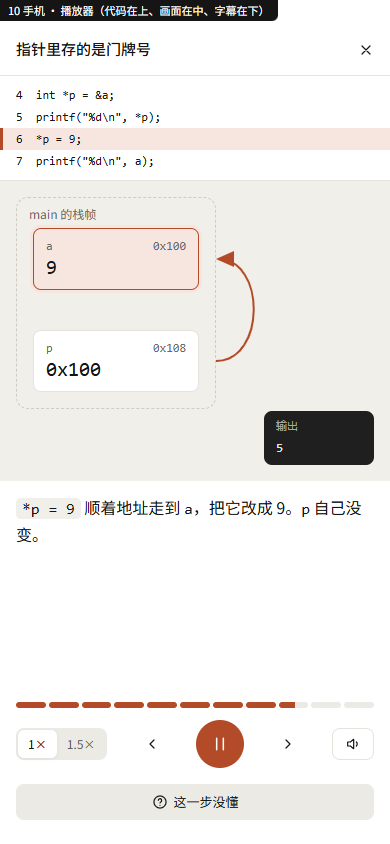 10 手机 · 播放器（代码在上、画面在中、字幕在下）
指针里存的是门牌号
4 int *p = &a;
5 printf("%d\n", *p);
6 *p = 9;
7 printf("%d\n", a);
main 的栈帧
a 0x100
9
p 0x108
0x100
输出
5
*p = 9 顺着地址走到 a，把它改成 9。p 自己没
变。
1× 1.5×
这一步没懂